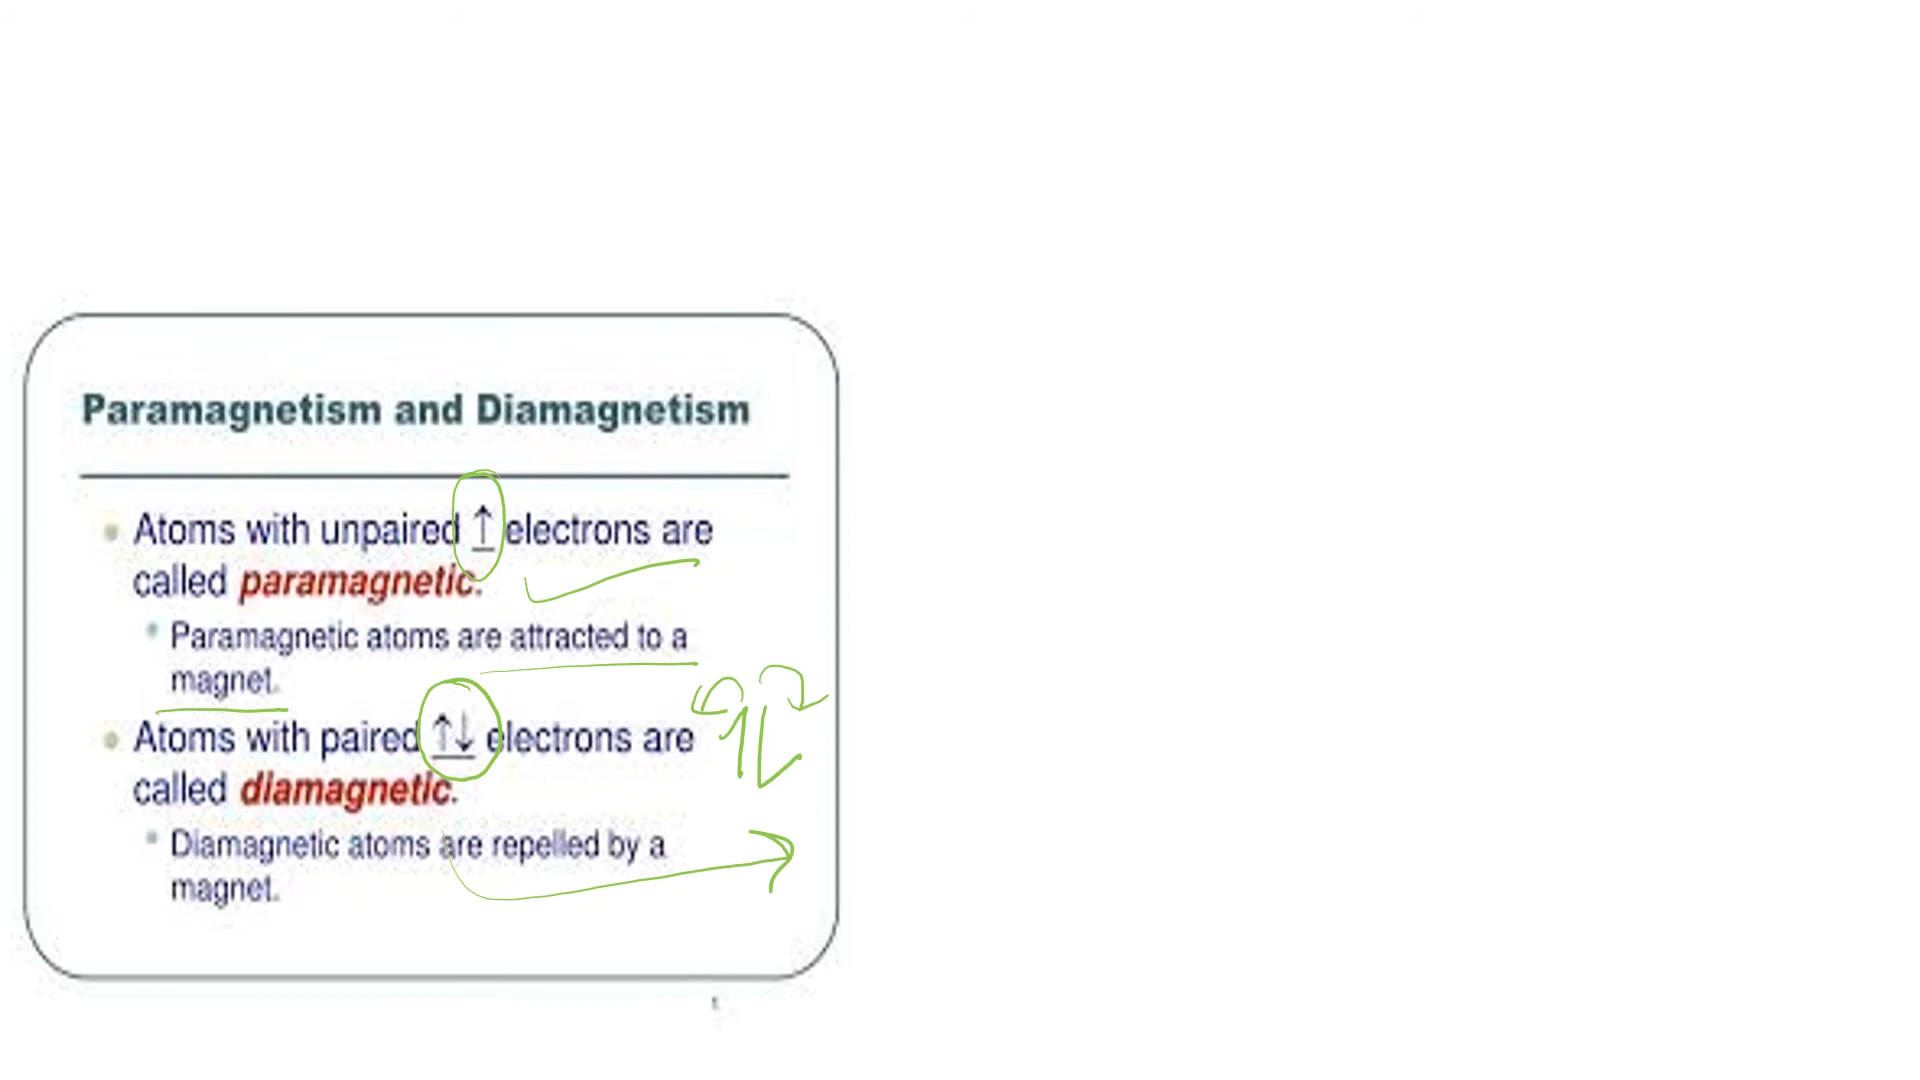 Paramagnetism and Diamagnetism
Atoms with unpaired ↑ electrons are
called paramagnetic.
Paramagnetic atoms are attracted to a
magnet.
Atoms with paired ↑↓ electrons are
called diamagnetic.
Diamagnetic atoms are repelled by a
magnet.